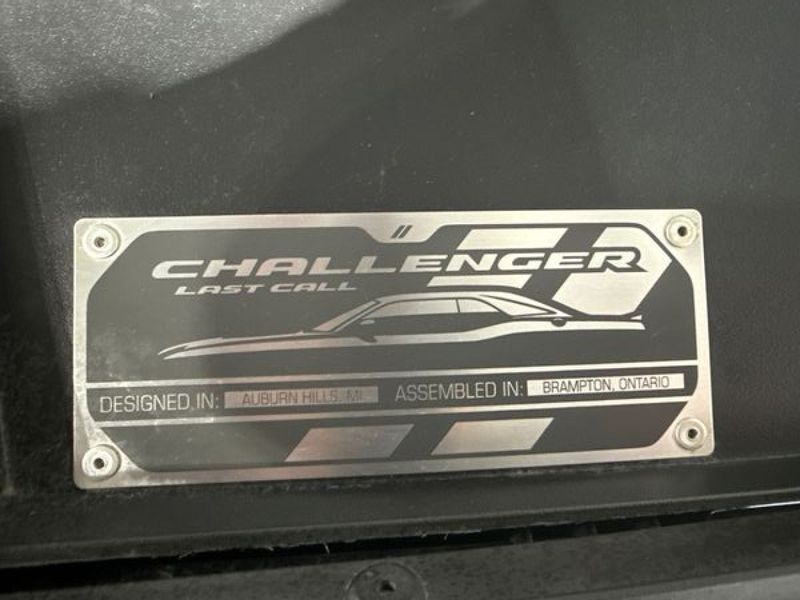 CHALLENGER
LAST CALL
DESIGNED IN: AUBURN HILLS, MI. ASSEMBLED IN: BRAMPTON, ONTARIO